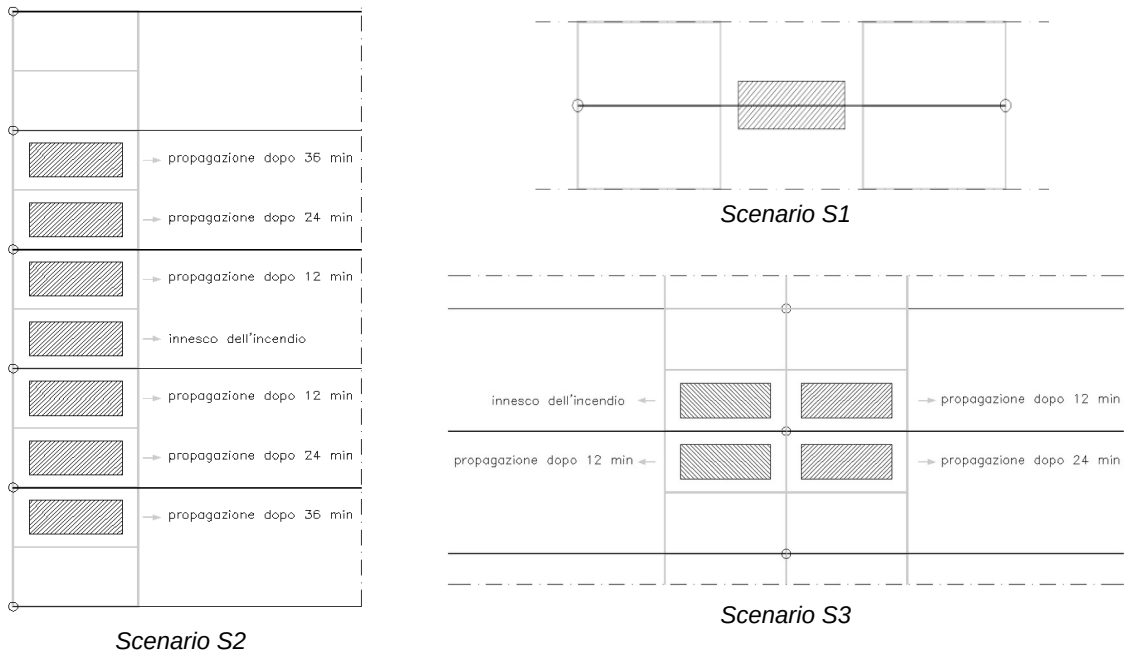 propagazione dopo 36 min
propagazione dopo 24 min
propagazione dopo 12 min
innesco dell'incendio
propagazione dopo 12 min
propagazione dopo 24 min
propagazione dopo 36 min
Scenario S2
Scenario S1
innesco dell'incendio
propagazione dopo 12 min
propagazione dopo 12 min
propagazione dopo 24 min
Scenario S3